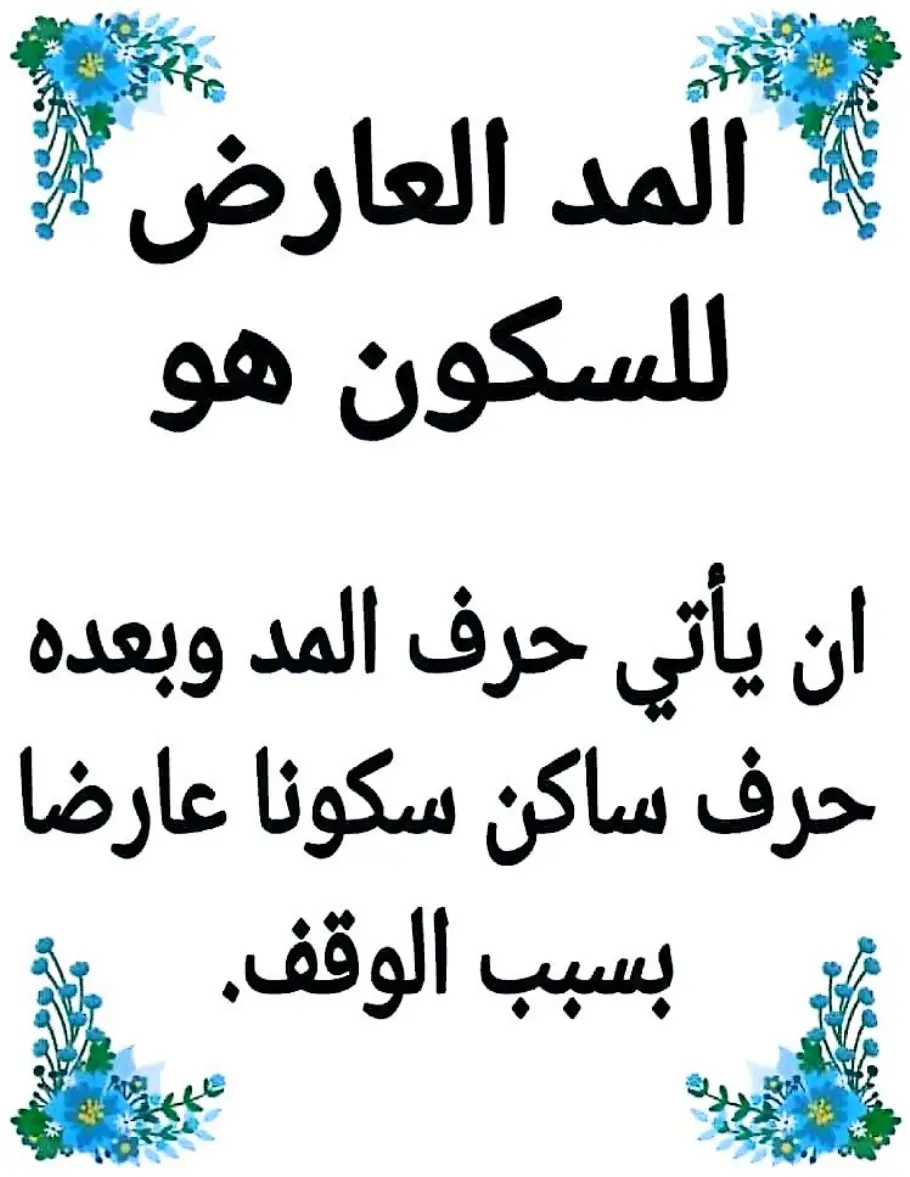 المد العارض
للسكون هو
ان يأتي حرف المد وبعده
حرف ساكن سكونا عارضا
بسبب الوقف.